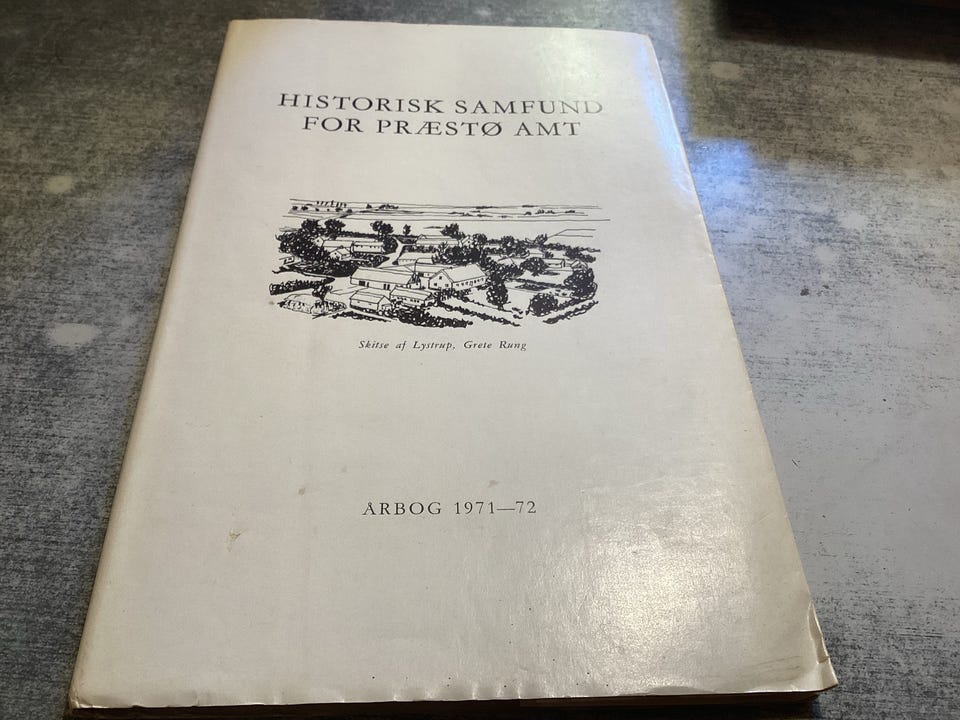 HISTORISK SAMFUND
FOR PRÆSTØ AMT
Skitse af Lystrup, Grete Rung
ÅRBOG 1971—72